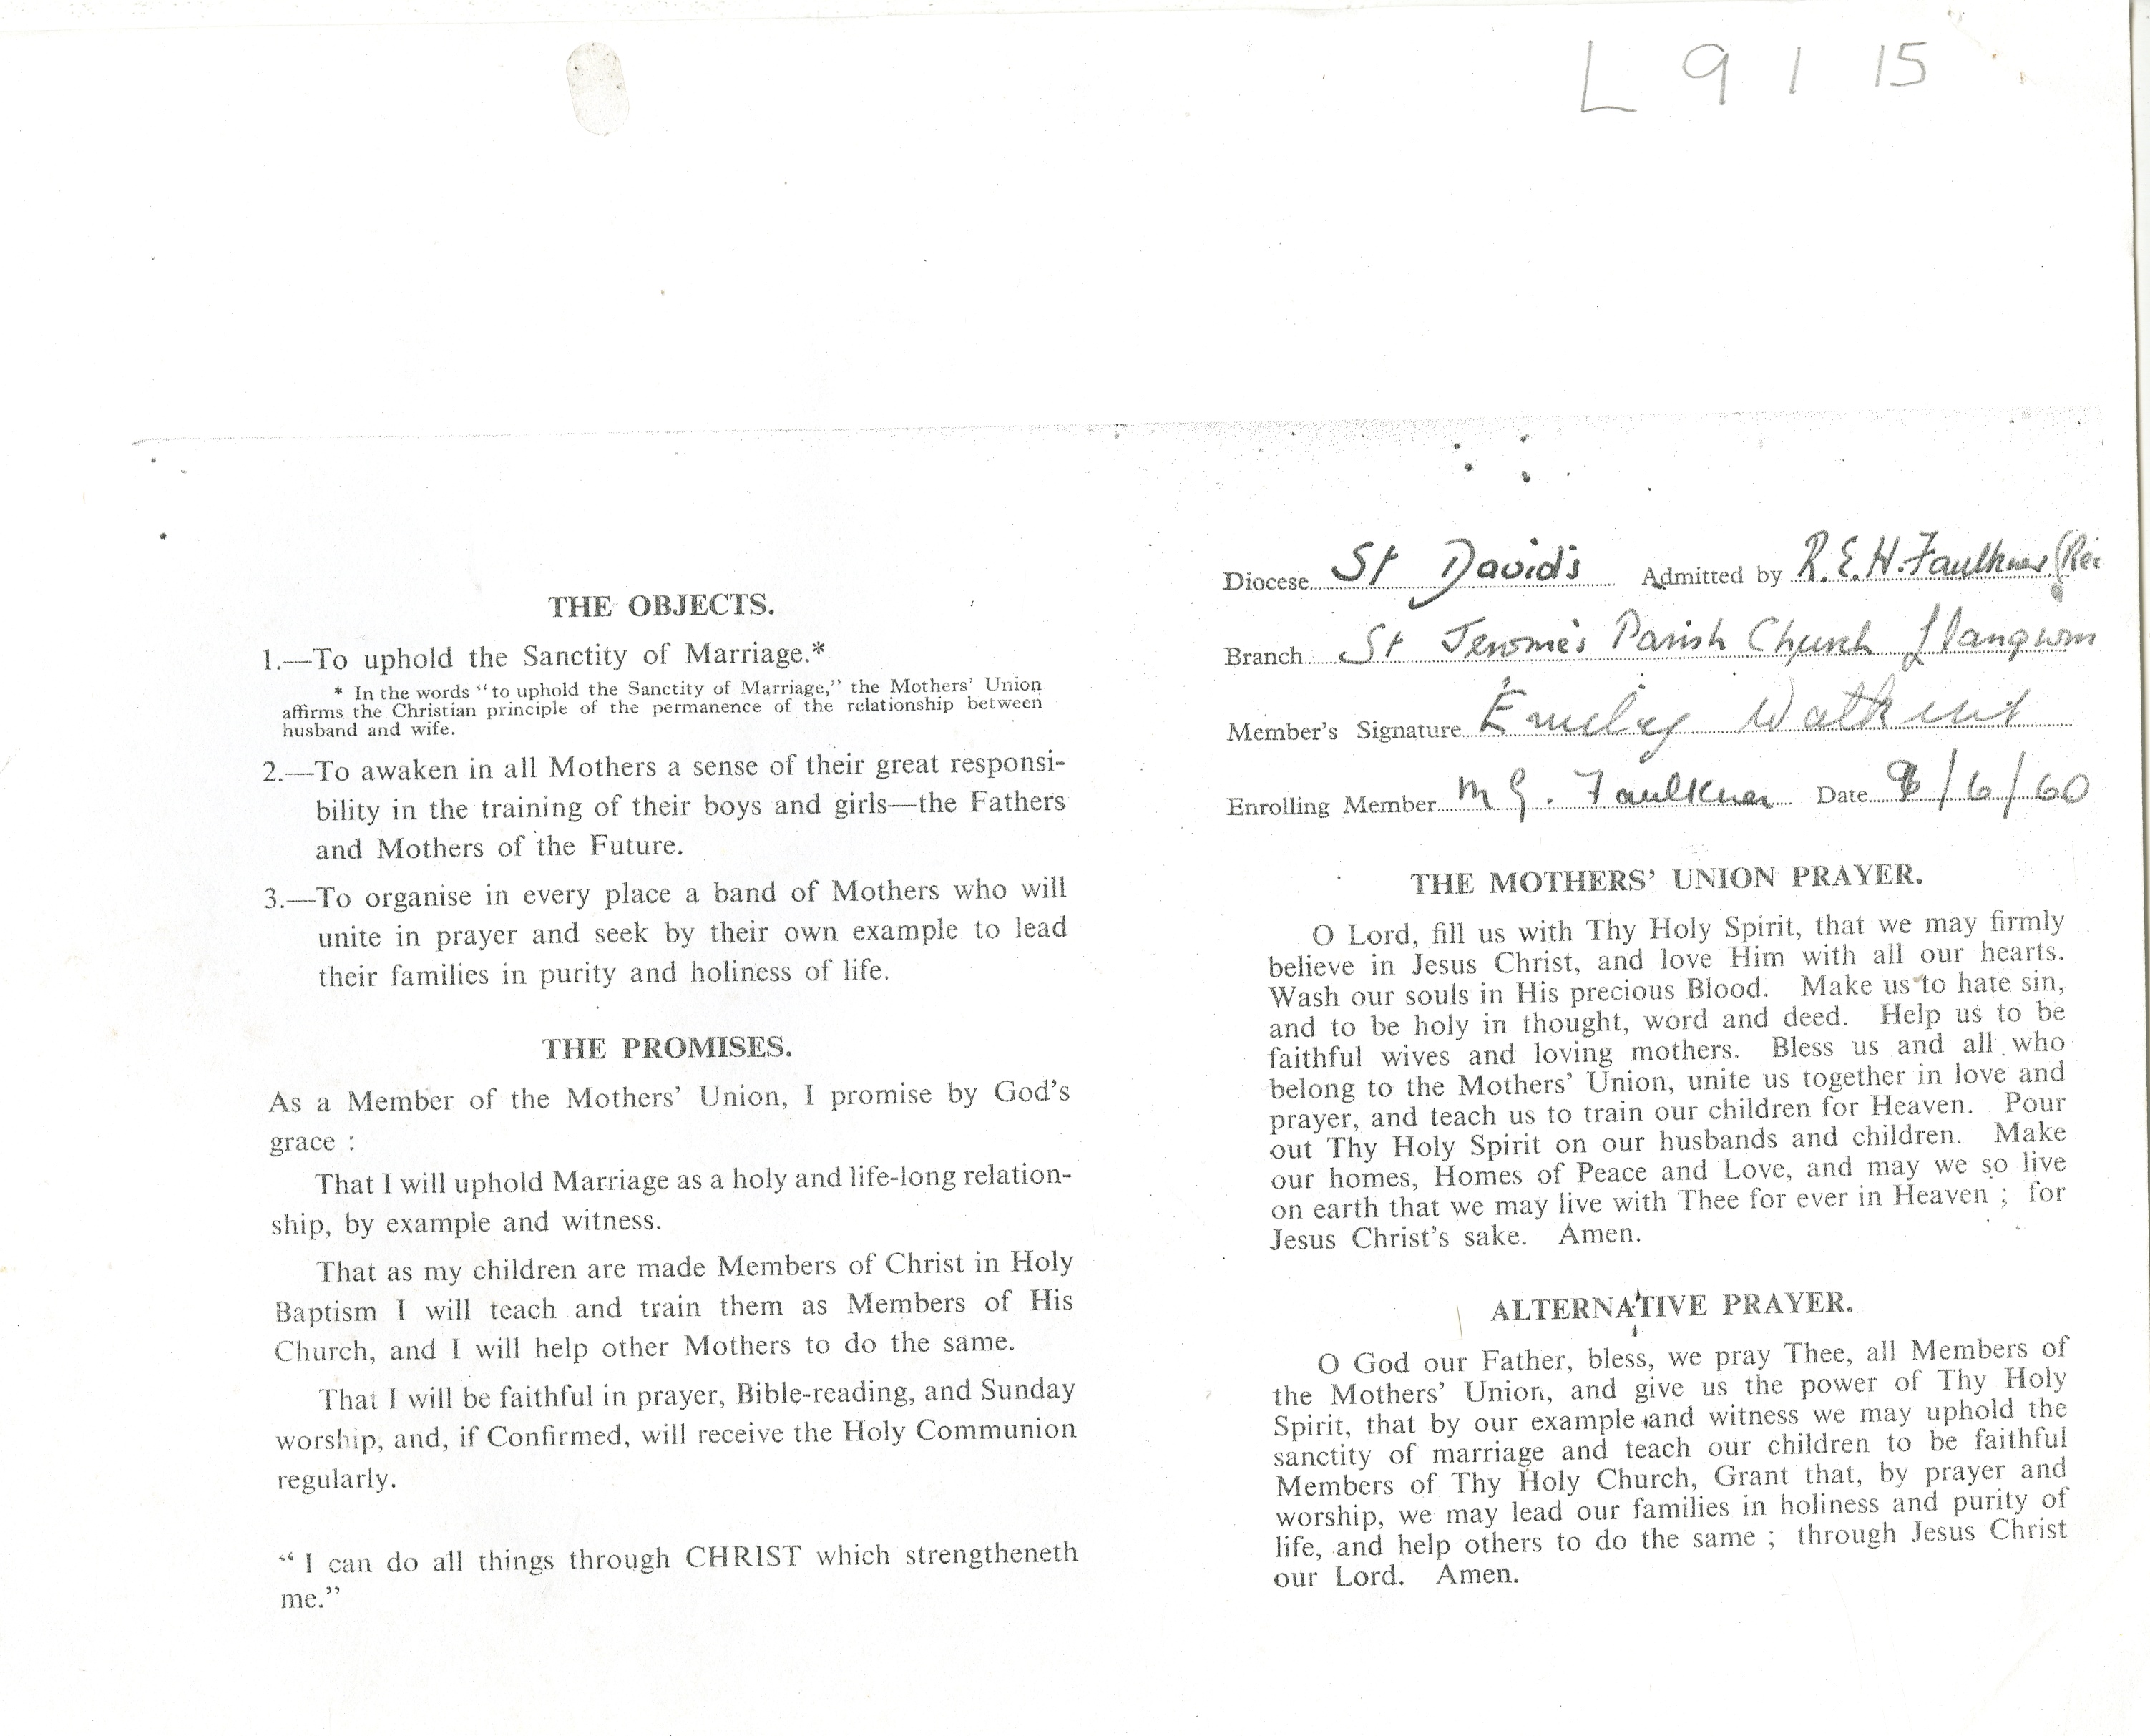 L 9 1 15
THE OBJECTS.
1.—To uphold the Sanctity of Marriage.*
* In the words “to uphold the Sanctity of Marriage,” the Mothers’ Union
affirms the Christian principle of the permanence of the relationship between
husband and wife.
2.—To awaken in all Mothers a sense of their great responsi-
bility in the training of their boys and girls—the Fathers
and Mothers of the Future.
3.—To organise in every place a band of Mothers who will
unite in prayer and seek by their own example to lead
their families in purity and holiness of life.
THE PROMISES.
As a Member of the Mothers’ Union, I promise by God’s
grace :
That I will uphold Marriage as a holy and life-long relation-
ship, by example and witness.
That as my children are made Members of Christ in Holy
Baptism I will teach and train them as Members of His
Church, and I will help other Mothers to do the same.
That I will be faithful in prayer, Bible-reading, and Sunday
worship, and, if Confirmed, will receive the Holy Communion
regularly.
“ I can do all things through CHRIST which strengtheneth
me.”
Diocese St David's Admitted by R.E.H. Faulkner (Rec
Branch St Jerome's Parish Church Llangwm
Member’s Signature Emily Watkins
Enrolling Member M G. Faulkner Date /6/60
THE MOTHERS’ UNION PRAYER.
O Lord, fill us with Thy Holy Spirit, that we may firmly
believe in Jesus Christ, and love Him with all our hearts.
Wash our souls in His precious Blood. Make us to hate sin,
and to be holy in thought, word and deed. Help us to be
faithful wives and loving mothers. Bless us and all who
belong to the Mothers’ Union, unite us together in love and
prayer, and teach us to train our children for Heaven. Pour
out Thy Holy Spirit on our husbands and children. Make
our homes, Homes of Peace and Love, and may we so live
on earth that we may live with Thee for ever in Heaven ; for
Jesus Christ’s sake. Amen.
ALTERNATIVE PRAYER.
O God our Father, bless, we pray Thee, all Members of
the Mothers’ Union, and give us the power of Thy Holy
Spirit, that by our example and witness we may uphold the
sanctity of marriage and teach our children to be faithful
Members of Thy Holy Church, Grant that, by prayer and
worship, we may lead our families in holiness and purity of
life, and help others to do the same ; through Jesus Christ
our Lord. Amen.